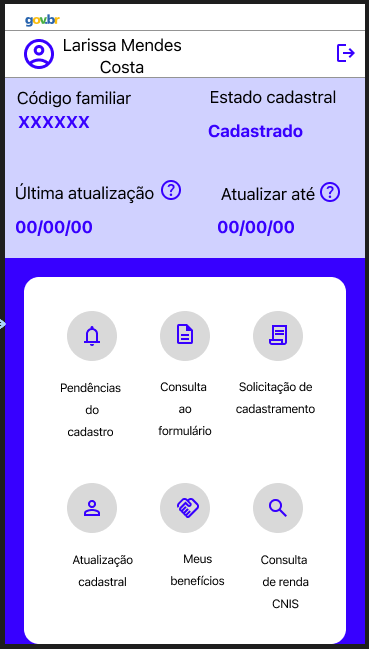 gov.br
Larissa Mendes
Costa
Código familiar
XXXXXX
Estado cadastral
Cadastrado
Última atualização ?
00/00/00
Atualizar até ?
00/00/00
Pendências
do
cadastro
Consulta
ao
formulário
Solicitação de
cadastramento
Atualização
cadastral
Meus
benefícios
Consulta
de renda
CNIS